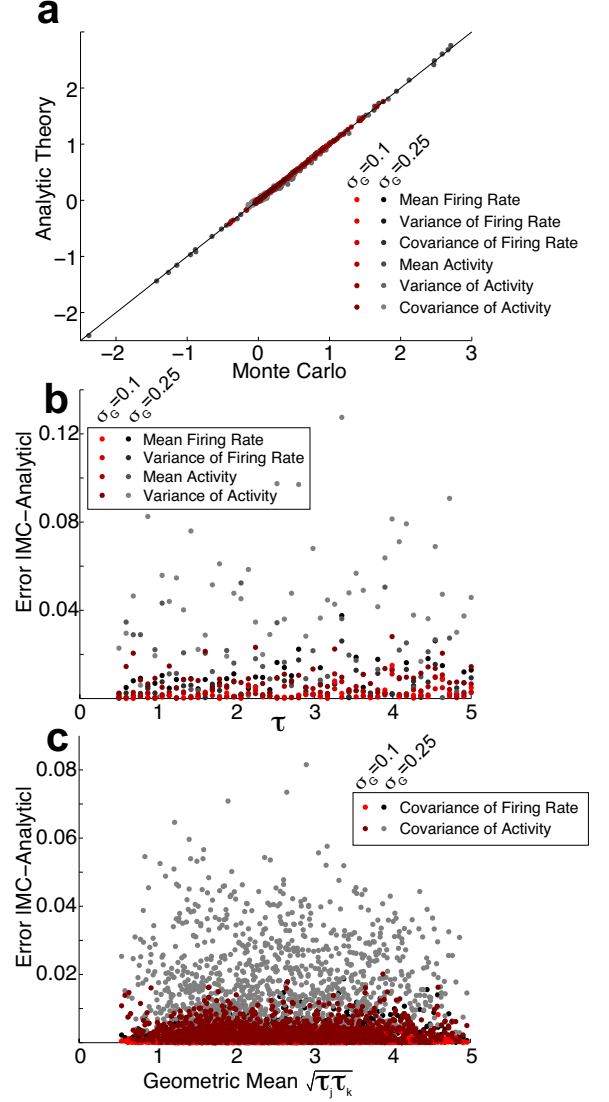 a
Analytic Theory
2
1
0
−1
−2
−2
−1
0
1
2
3
Monte Carlo
σG=0.1
σG=0.25
Mean Firing Rate
Variance of Firing Rate
Covariance of Firing Rate
Mean Activity
Variance of Activity
Covariance of Activity
b
σG=0.1
σG=0.25
Mean Firing Rate
Variance of Firing Rate
Mean Activity
Variance of Activity
Error |MC−Analytic|
0.12
0.08
0.04
0
1
2
3
4
5
τ
c
σG=0.1
σG=0.25
Covariance of Firing Rate
Covariance of Activity
Error |MC−Analytic|
0.08
0.06
0.04
0.02
0
1
2
3
4
5
Geometric Mean √τjτk